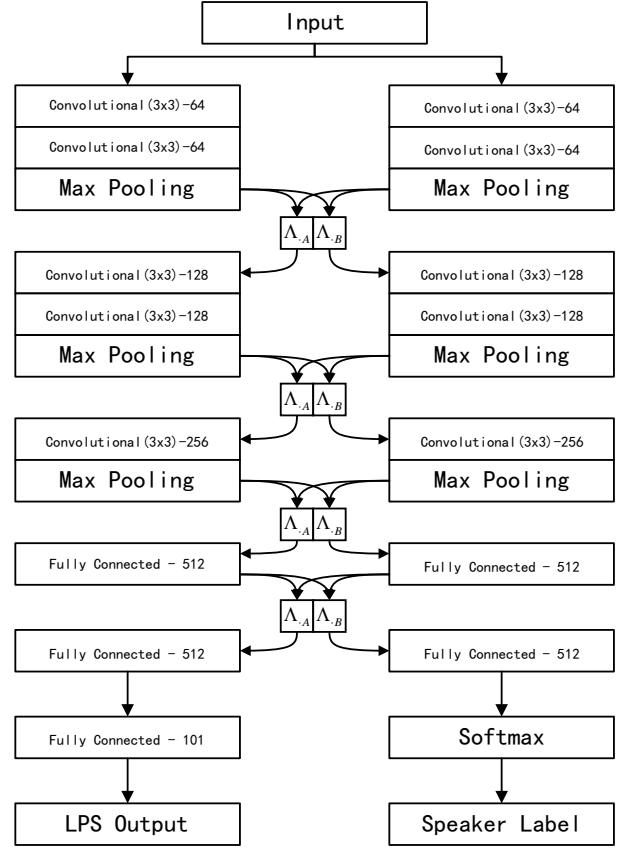 Input
Convolutional(3x3)-64
Convolutional(3x3)-64
Convolutional(3x3)-64
Convolutional(3x3)-64
Max Pooling
Max Pooling
Λ·A Λ·B
Convolutional(3x3)-128
Convolutional(3x3)-128
Convolutional(3x3)-128
Convolutional(3x3)-128
Max Pooling
Max Pooling
Λ·A Λ·B
Convolutional(3x3)-256
Convolutional(3x3)-256
Max Pooling
Max Pooling
Λ·A Λ·B
Fully Connected - 512
Fully Connected - 512
Λ·A Λ·B
Fully Connected - 512
Fully Connected - 512
Fully Connected - 101
Softmax
LPS Output
Speaker Label